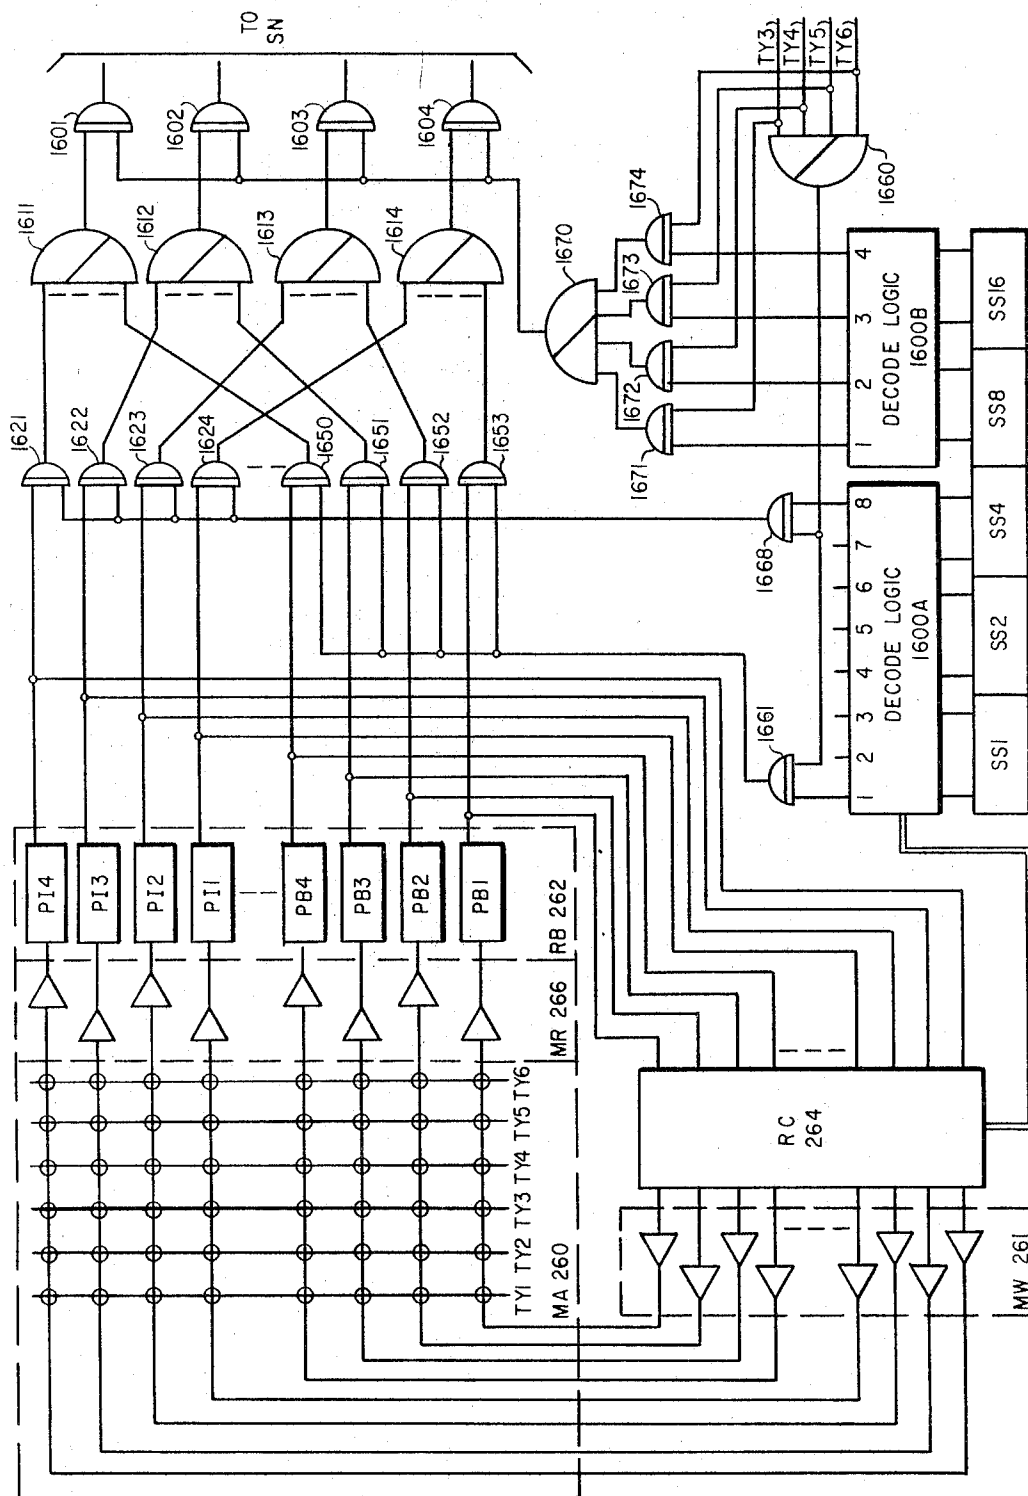 TO
SN
1601
1602
1603
1604
1611
1612
1613
1614
1621
1622
1623
1624
1650
1651
1652
1653
TY3
TY4
TY5
TY6
1660
1670
1671
1672
1673
1674
1661
1668
1 2 3 4 5 6 7 8
DECODE LOGIC
1600A
1 2 3 4
DECODE LOGIC
1600B
SS1
SS2
SS4
SS8
SS16
PI4
PI3
PI2
PI1
PB4
PB3
PB2
PB1
RB 262
MR 266
TY1 TY2 TY3 TY4 TY5 TY6
MA 260
RC
264
MW 261